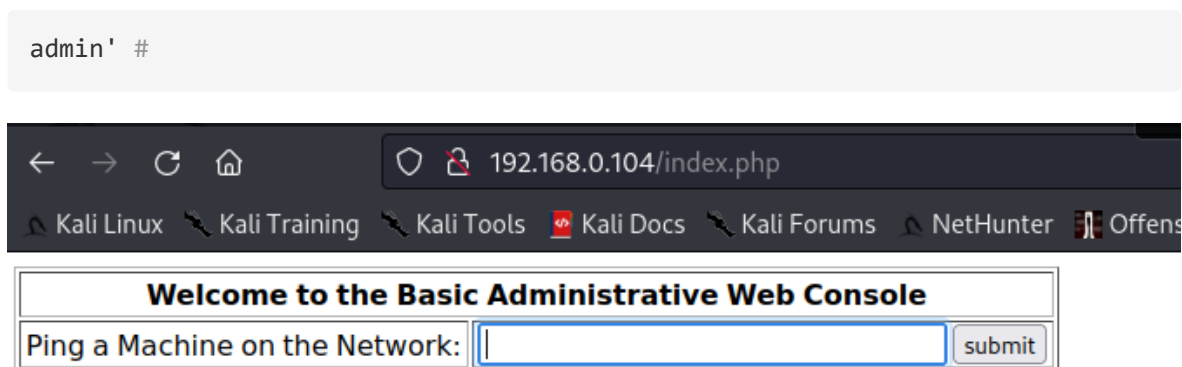 admin' #
192.168.0.104/index.php
Kali Linux Kali Training Kali Tools Kali Docs Kali Forums NetHunter Offens
Welcome to the Basic Administrative Web Console
Ping a Machine on the Network: submit